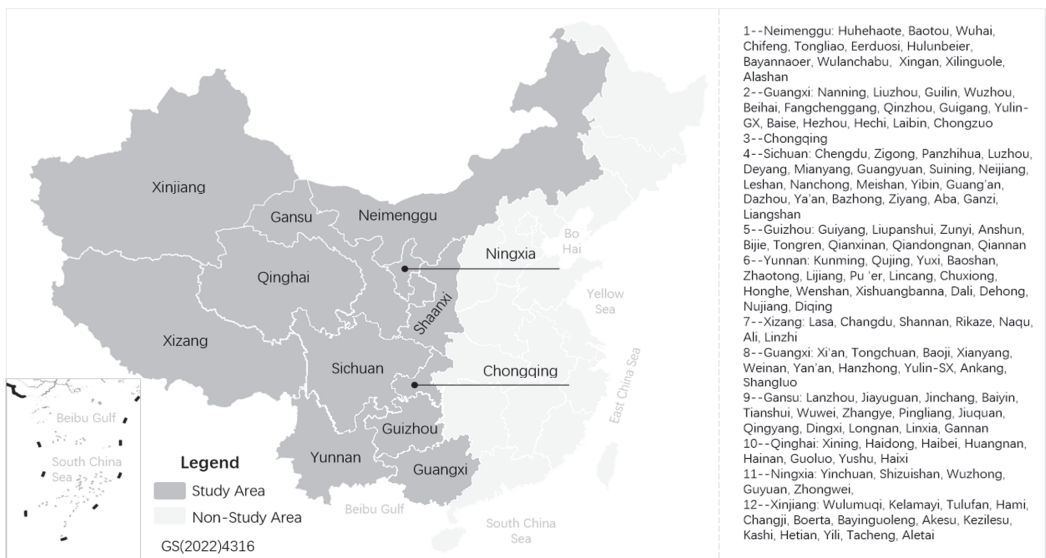 Xinjiang
Gansu
Neimenggu
Ningxia
Bo
Hai
Qinghai
Yellow
Sea
Shaanxi
Xizang
Sichuan
Chongqing
East China Sea
Guizhou
Yunnan
Guangxi
Beibu Gulf
South China
Sea
Beibu Gulf
South China
Sea
Legend
Study Area
Non-Study Area
GS(2022)4316
1--Neimenggu: Huhehaote, Baotou, Wuhai,
Chifeng, Tongliao, Eerduosi, Hulunbeier,
Bayannaoer, Wulanchabu, Xingan, Xilinguole,
Alashan
2--Guangxi: Nanning, Liuzhou, Guilin, Wuzhou,
Beihai, Fangchenggang, Qinzhou, Guigang, Yulin-
GX, Baise, Hezhou, Hechi, Laibin, Chongzuo
3--Chongqing
4--Sichuan: Chengdu, Zigong, Panzhihua, Luzhou,
Deyang, Mianyang, Guangyuan, Suining, Neijiang,
Leshan, Nanchong, Meishan, Yibin, Guang'an,
Dazhou, Ya'an, Bazhong, Ziyang, Aba, Ganzi,
Liangshan
5--Guizhou: Guiyang, Liupanshui, Zunyi, Anshun,
Bijie, Tongren, Qianxinan, Qiandongnan, Qiannan
6--Yunnan: Kunming, Qujing, Yuxi, Baoshan,
Zhaotong, Lijiang, Pu 'er, Lincang, Chuxiong,
Honghe, Wenshan, Xishuangbanna, Dali, Dehong,
Nujiang, Diqing
7--Xizang: Lasa, Changdu, Shannan, Rikaze, Naqu,
Ali, Linzhi
8--Guangxi: Xi'an, Tongchuan, Baoji, Xianyang,
Weinan, Yan'an, Hanzhong, Yulin-SX, Ankang,
Shangluo
9--Gansu: Lanzhou, Jiayuguan, Jinchang, Baiyin,
Tianshui, Wuwei, Zhangye, Pingliang, Jiuquan,
Qingyang, Dingxi, Longnan, Linxia, Gannan
10--Qinghai: Xining, Haidong, Haibei, Huangnan,
Hainan, Guoluo, Yushu, Haixi
11--Ningxia: Yinchuan, Shizuishan, Wuzhong,
Guyuan, Zhongwei,
12--Xinjiang: Wulumuqi, Kelamayi, Tulufan, Hami,
Changji, Boerta, Bayinguoleng, Akesu, Kezilesu,
Kashi, Hetian, Yili, Tacheng, Aletai